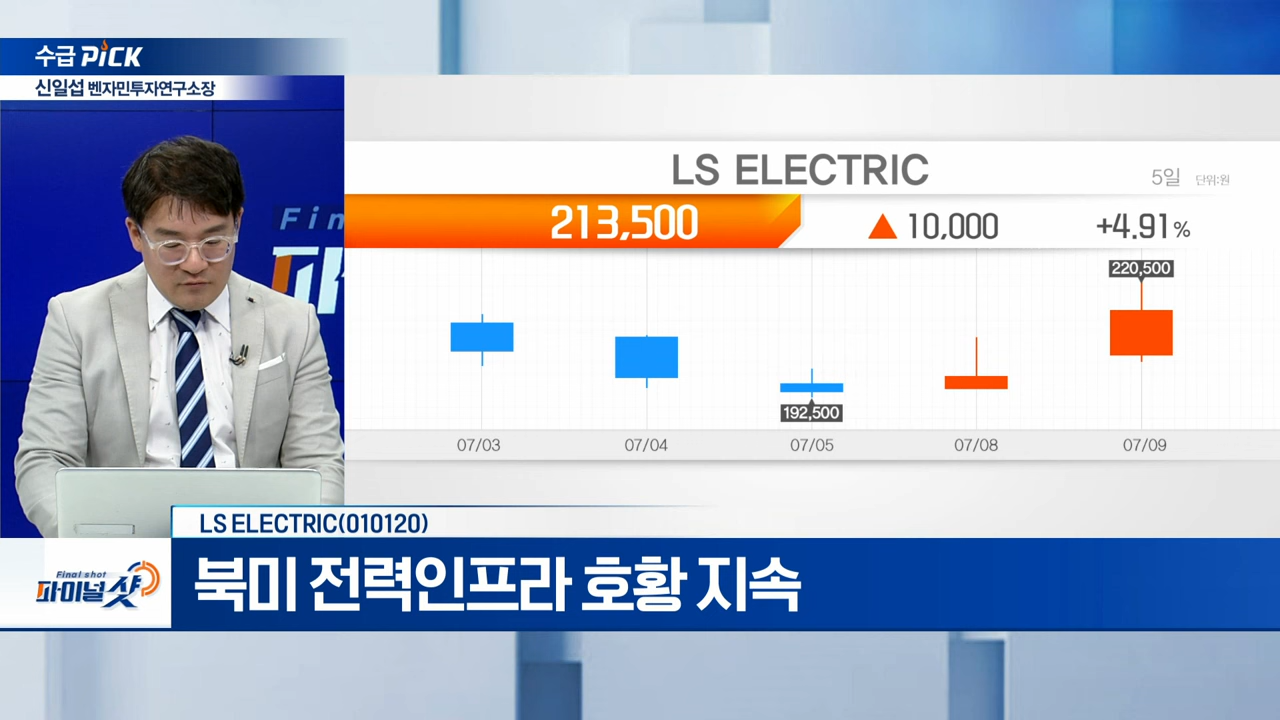 수급 PiCK
신일섭 벤자민투자연구소장
Fin
파
LS ELECTRIC
5일 단위:원
213,500 ▲ 10,000 +4.91%
220,500
192,500
07/03 07/04 07/05 07/08 07/09
LS ELECTRIC(010120)
Final shot
파이널샷
북미 전력인프라 호황 지속